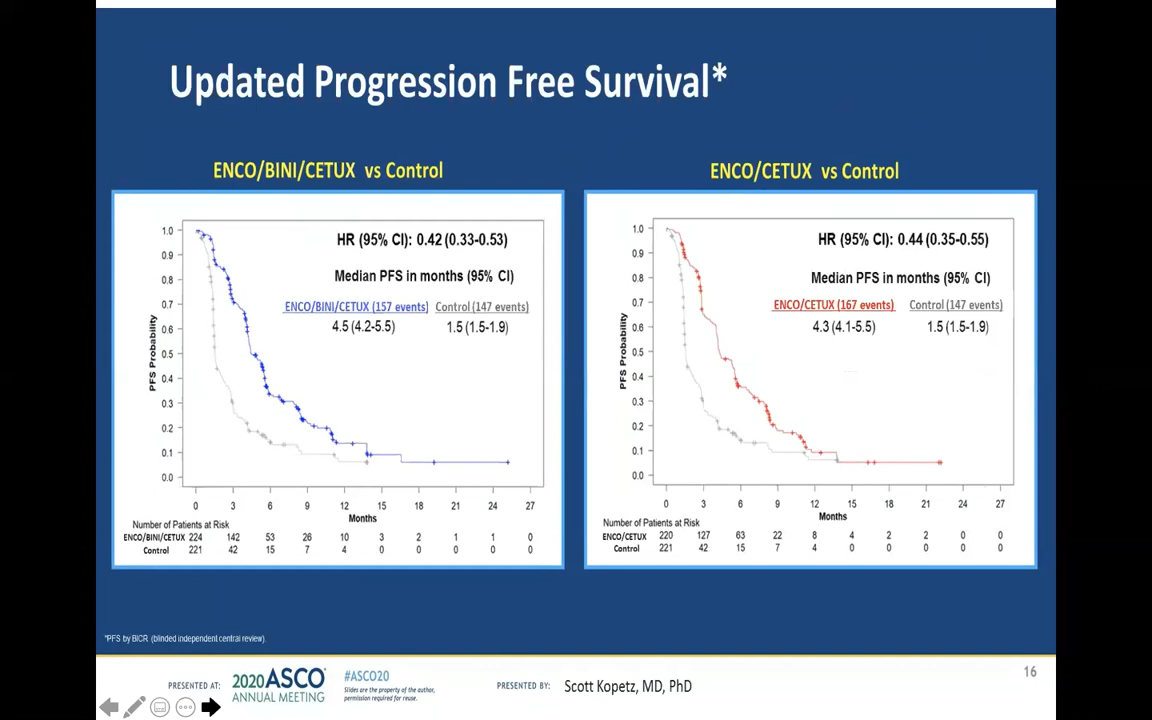 Updated Progression Free Survival*
ENCO/BINI/CETUX vs Control
HR (95% CI): 0.42 (0.33-0.53)
Median PFS in months (95% CI)
ENCO/BINI/CETUX (157 events) Control (147 events)
4.5 (4.2-5.5) 1.5 (1.5-1.9)
PFS Probability
1.0
0.9
0.8
0.7
0.6
0.5
0.4
0.3
0.2
0.1
0.0
0 3 6 9 12 15 18 21 24 27
Months
Number of Patients at Risk
ENCO/BINI/CETUX 224 142 53 26 10 3 2 1 1 0
Control 221 42 15 7 4 0 0 0 0 0
ENCO/CETUX vs Control
HR (95% CI): 0.44 (0.35-0.55)
Median PFS in months (95% CI)
ENCO/CETUX (167 events) Control (147 events)
4.3 (4.1-5.5) 1.5 (1.5-1.9)
PFS Probability
1.0
0.9
0.8
0.7
0.6
0.5
0.4
0.3
0.2
0.1
0.0
0 3 6 9 12 15 18 21 24 27
Months
Number of Patients at Risk
ENCO/CETUX 220 127 63 22 8 4 2 2 0 0
Control 221 42 15 7 4 0 0 0 0 0
*PFS by BICR (blinded independent central review).
PRESENTED AT:
2020 ASCO
ANNUAL MEETING
#ASCO20
Slides are the property of the author,
permission required for reuse.
PRESENTED BY: Scott Kopetz, MD, PhD
16